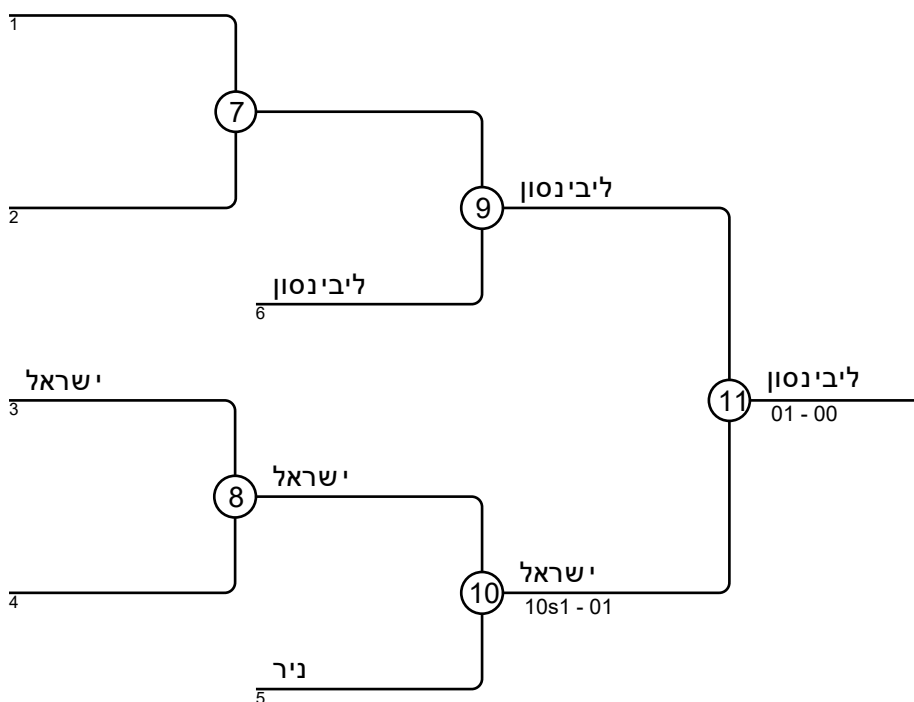 1
7
2
ליבינסון
9
ליבינסון
6
ישראל
3
ליבינסון
11
01 - 00
ישראל
8
ישראל
10
10s1 - 01
4
ניר
5